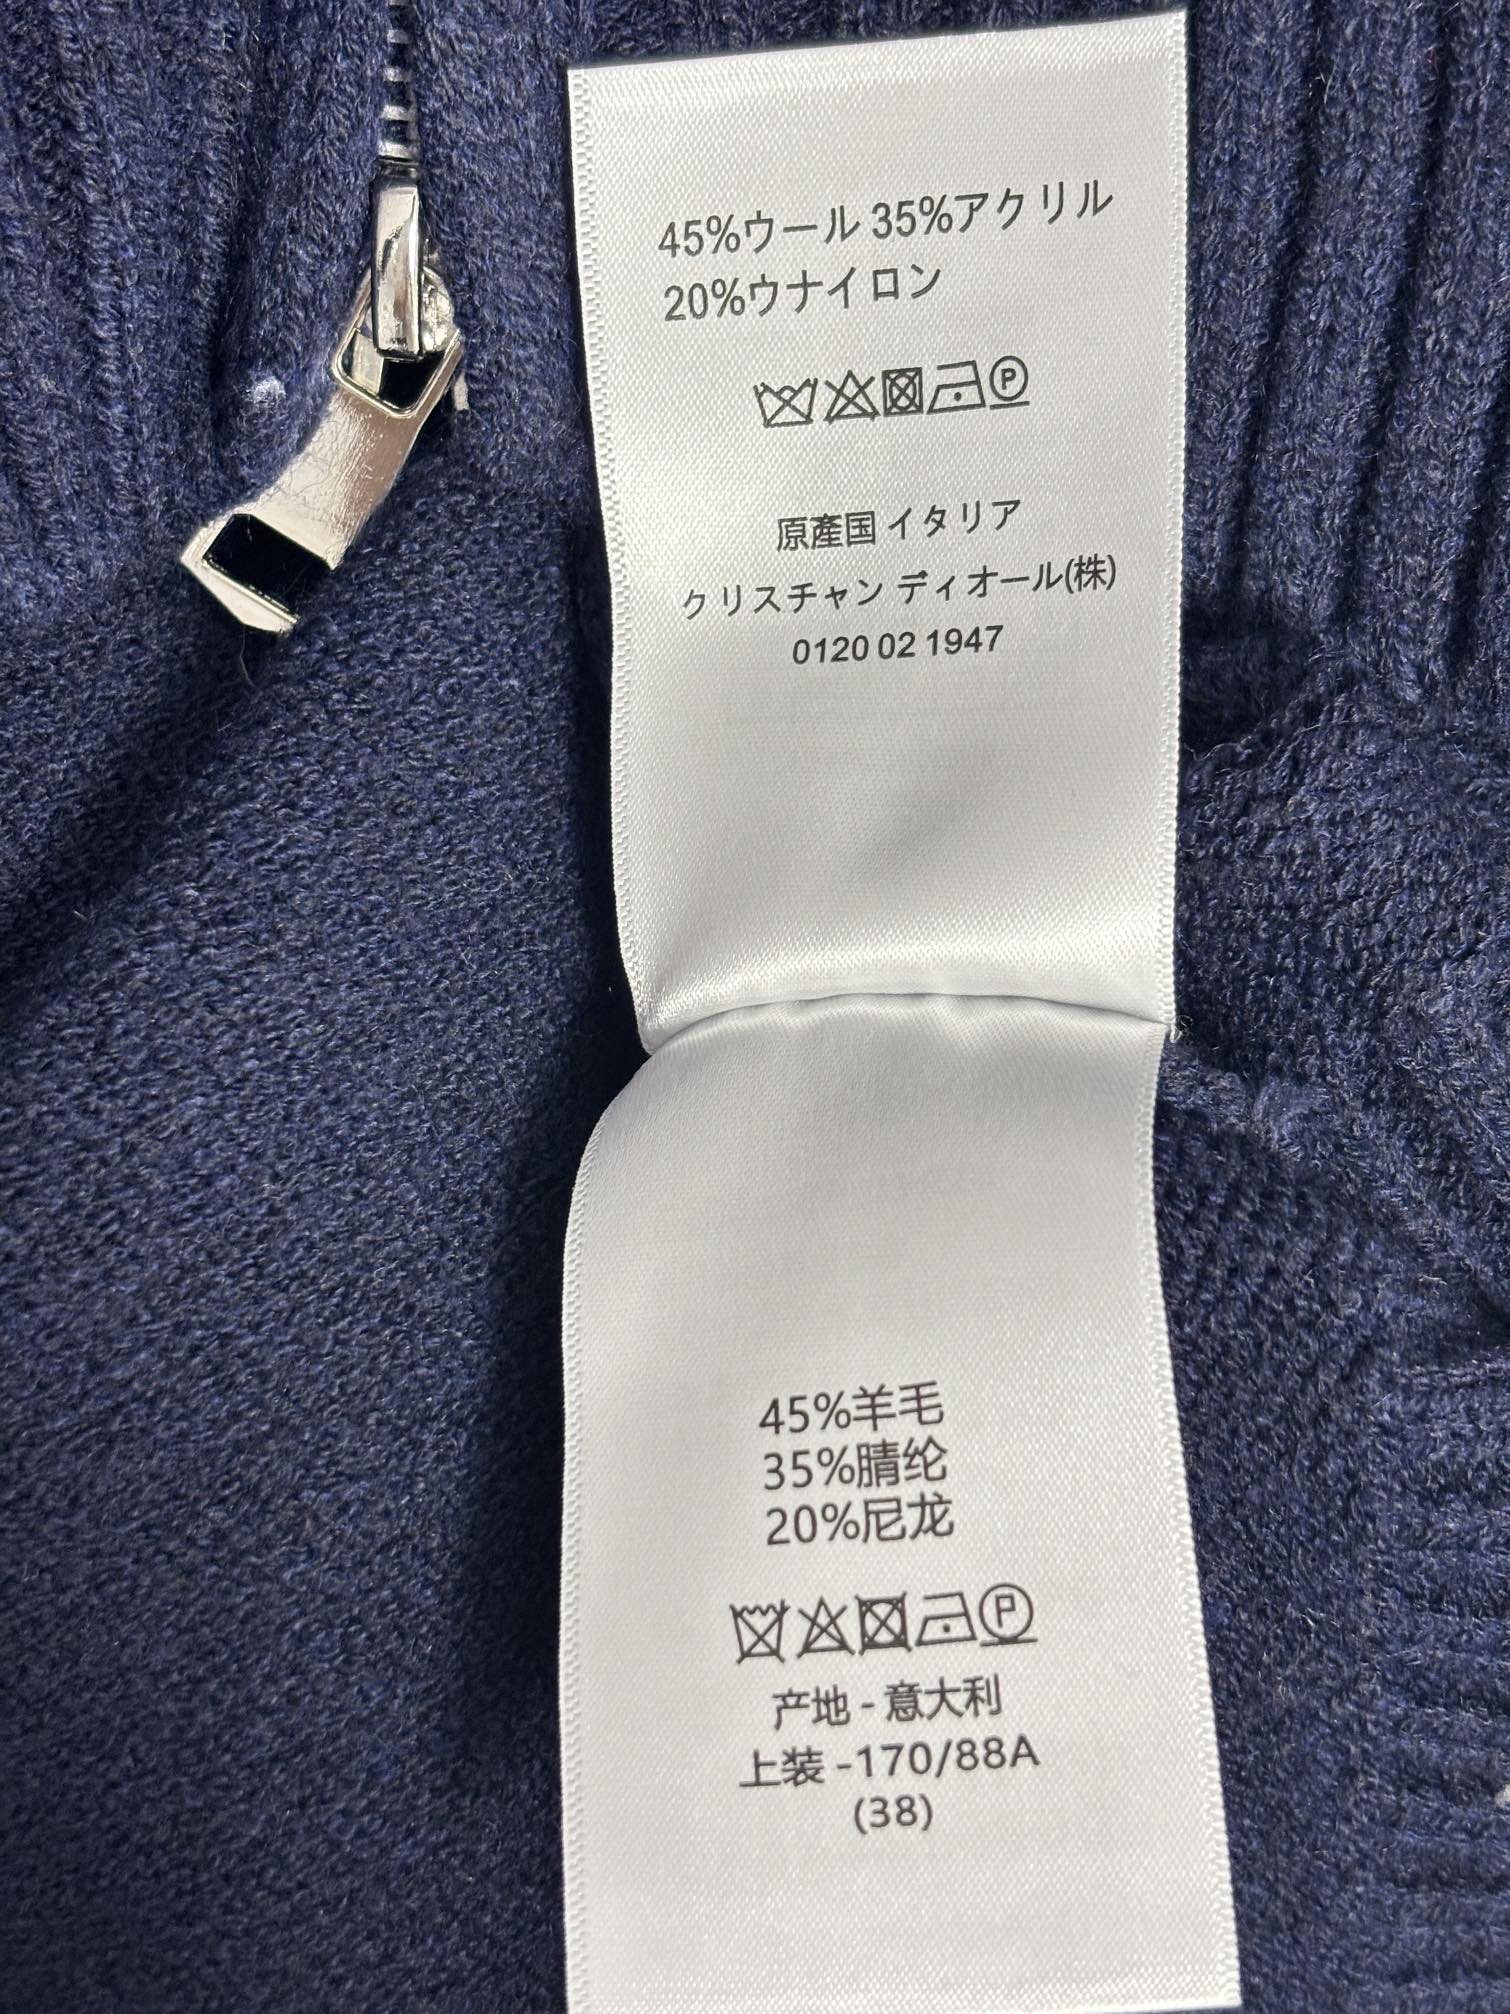 45%ウール 35%アクリル
20%ウナイロン
原產国 イタリア
クリスチャン ディオール(株)
0120 02 1947
45%羊毛
35%腈纶
20%尼龙
产地 - 意大利
上装 -170/88A
(38)